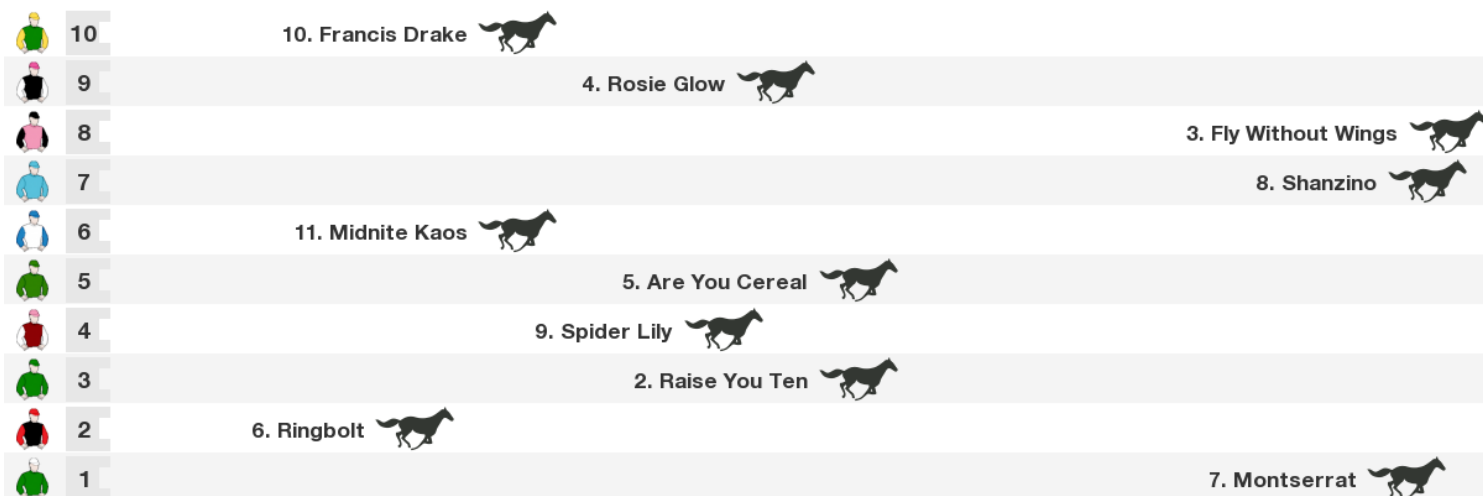 10 10. Francis Drake
9 4. Rosie Glow
8 3. Fly Without Wings
7 8. Shanzino
6 11. Midnite Kaos
5 5. Are You Cereal
4 9. Spider Lily
3 2. Raise You Ten
2 6. Ringbolt
1 7. Montserrat